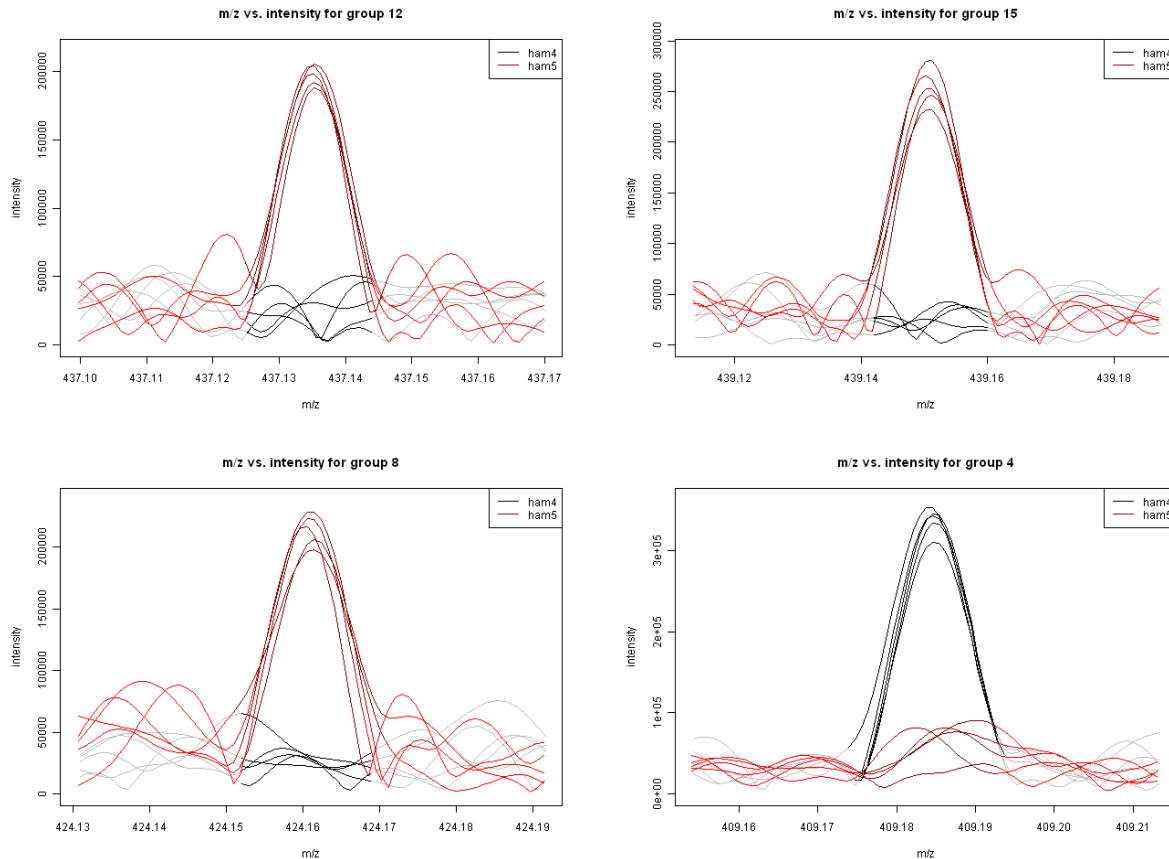 m/z vs. intensity for group 12
ham4
ham5
intensity
0
50000
100000
150000
200000
437.10
437.11
437.12
437.13
437.14
437.15
437.16
437.17
m/z
m/z vs. intensity for group 15
ham4
ham5
intensity
0
50000
100000
150000
200000
250000
300000
439.12
439.14
439.16
439.18
m/z
m/z vs. intensity for group 8
ham4
ham5
intensity
0
50000
100000
150000
200000
424.13
424.14
424.15
424.16
424.17
424.18
424.19
m/z
m/z vs. intensity for group 4
ham4
ham5
intensity
0e+00
1e+05
2e+05
3e+05
409.16
409.17
409.18
409.19
409.20
409.21
m/z